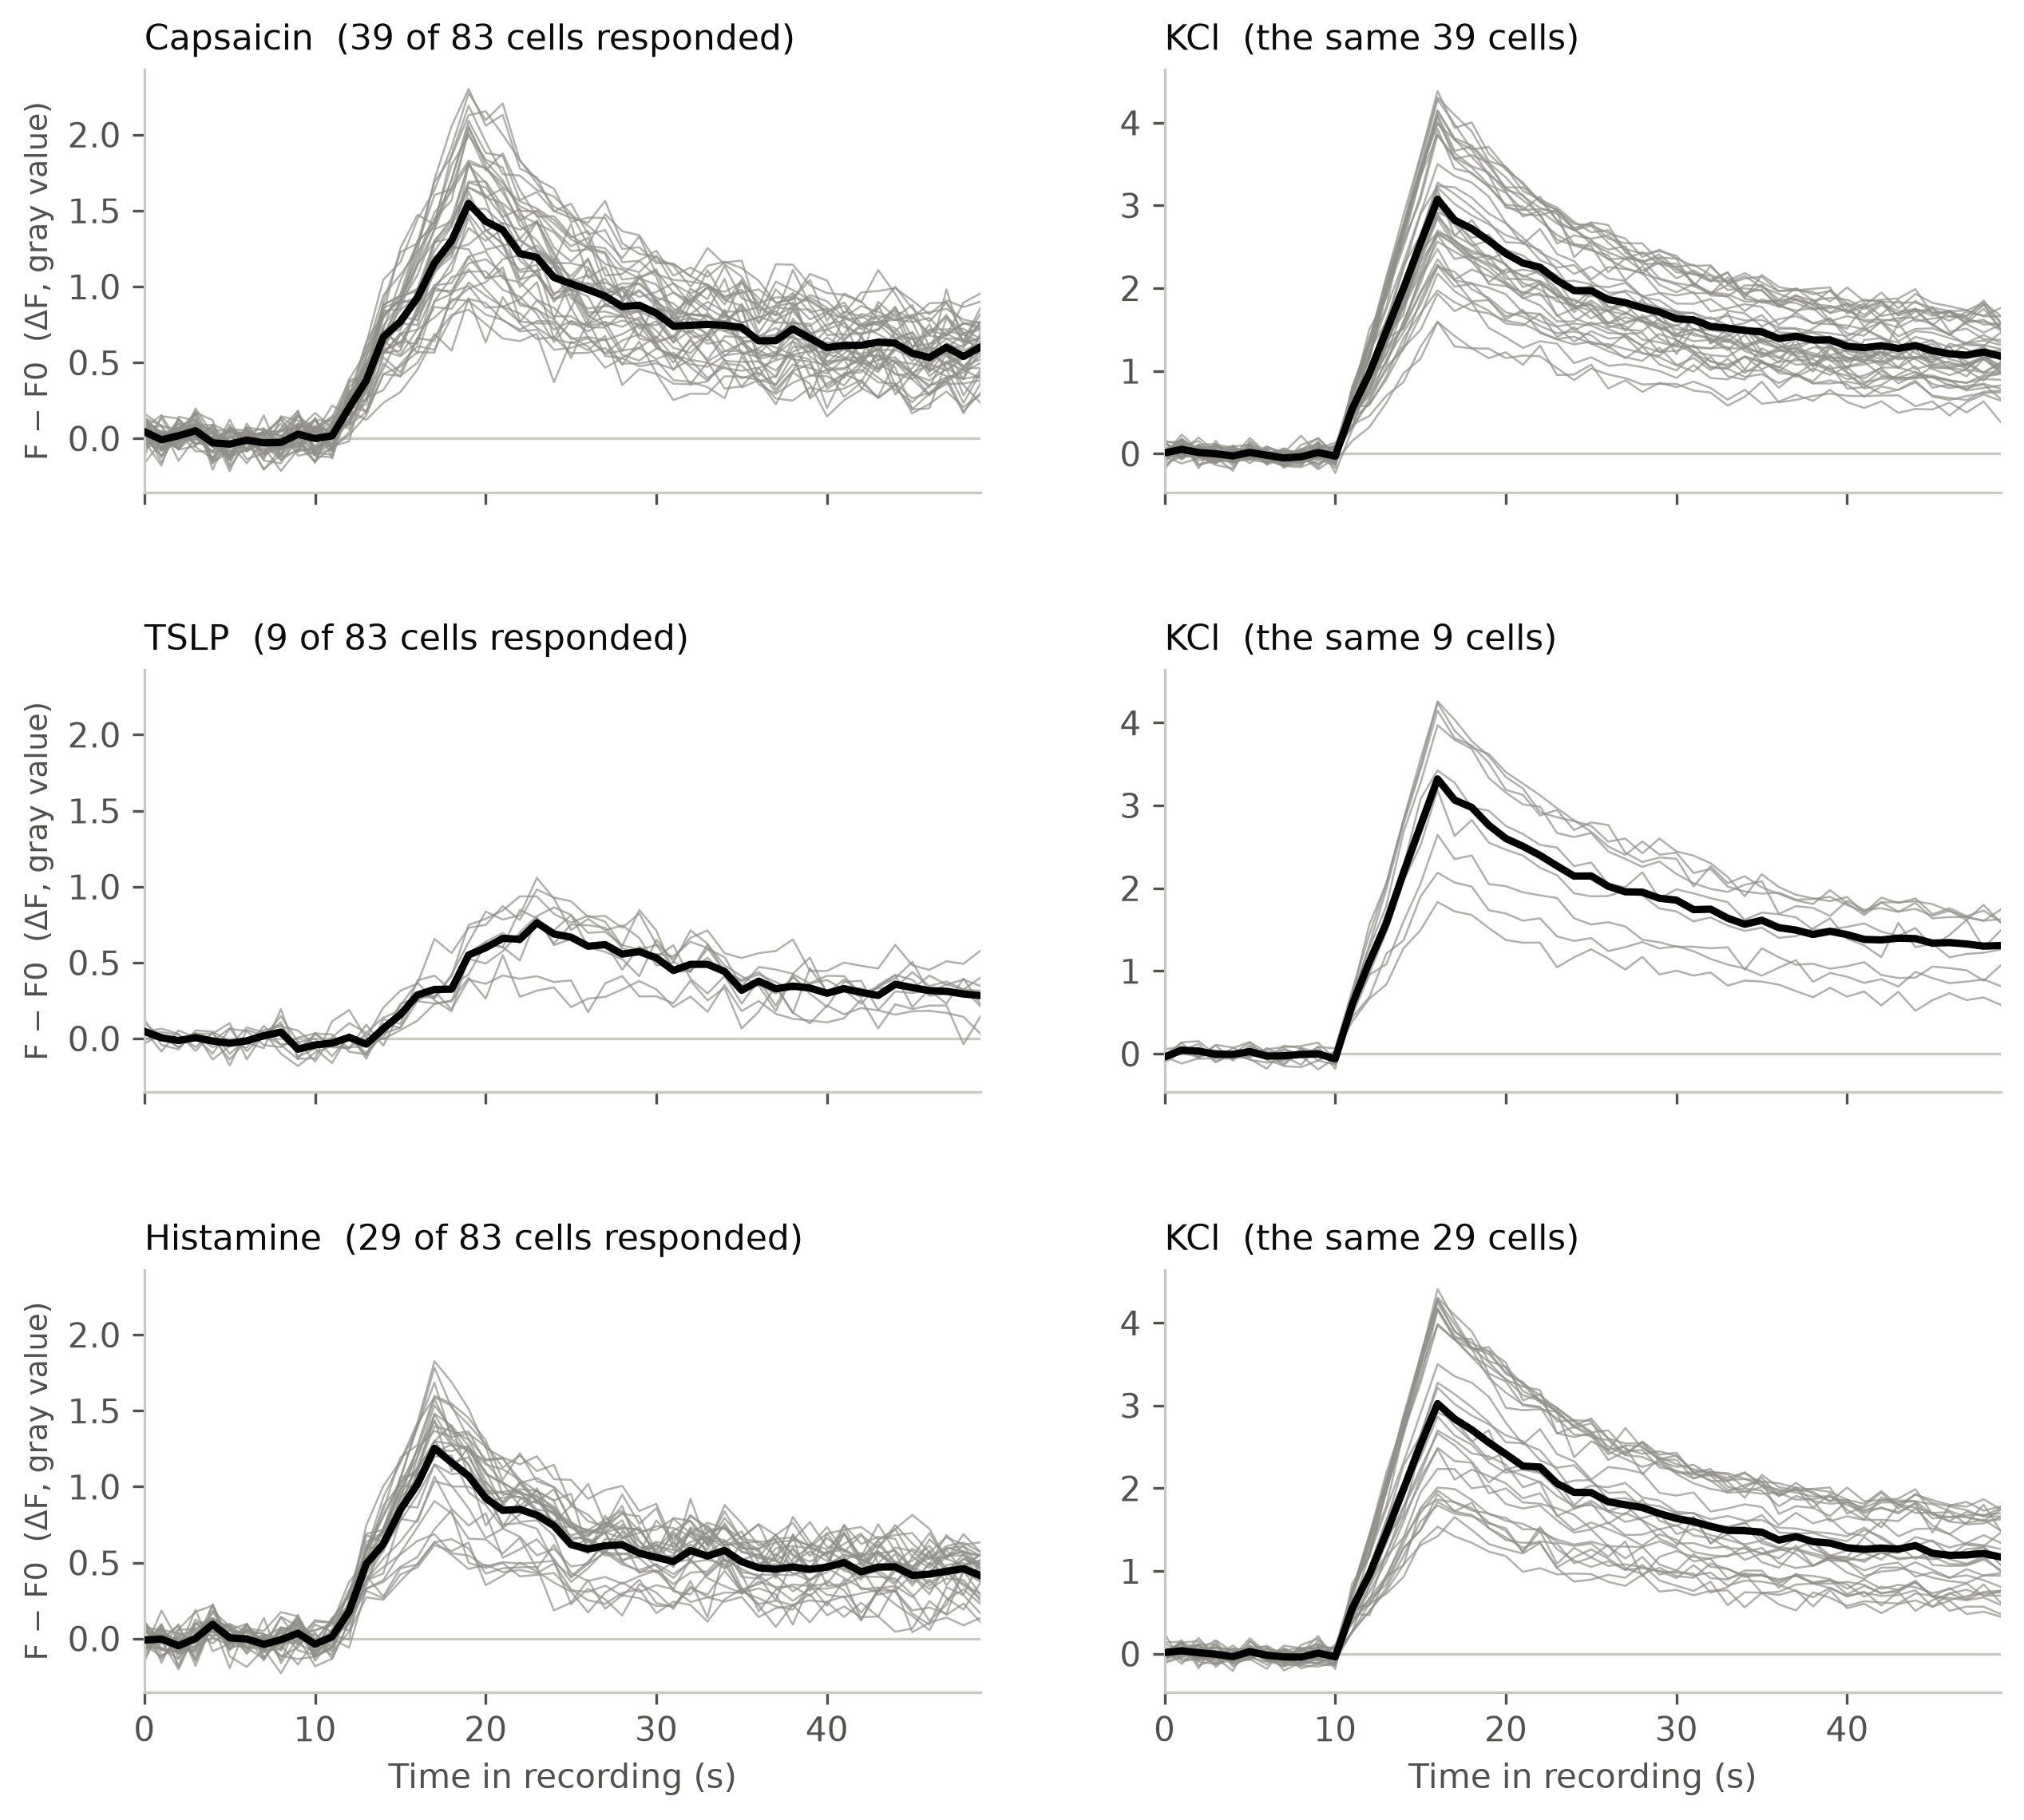 Capsaicin  (39 of 83 cells responded)
F − F0  (ΔF, gray value)
2.0
1.5
1.0
0.5
0.0
KCl  (the same 39 cells)
4
3
2
1
0
TSLP  (9 of 83 cells responded)
F − F0  (ΔF, gray value)
2.0
1.5
1.0
0.5
0.0
KCl  (the same 9 cells)
4
3
2
1
0
Histamine  (29 of 83 cells responded)
F − F0  (ΔF, gray value)
2.0
1.5
1.0
0.5
0.0
0 10 20 30 40
Time in recording (s)
KCl  (the same 29 cells)
4
3
2
1
0
0 10 20 30 40
Time in recording (s)